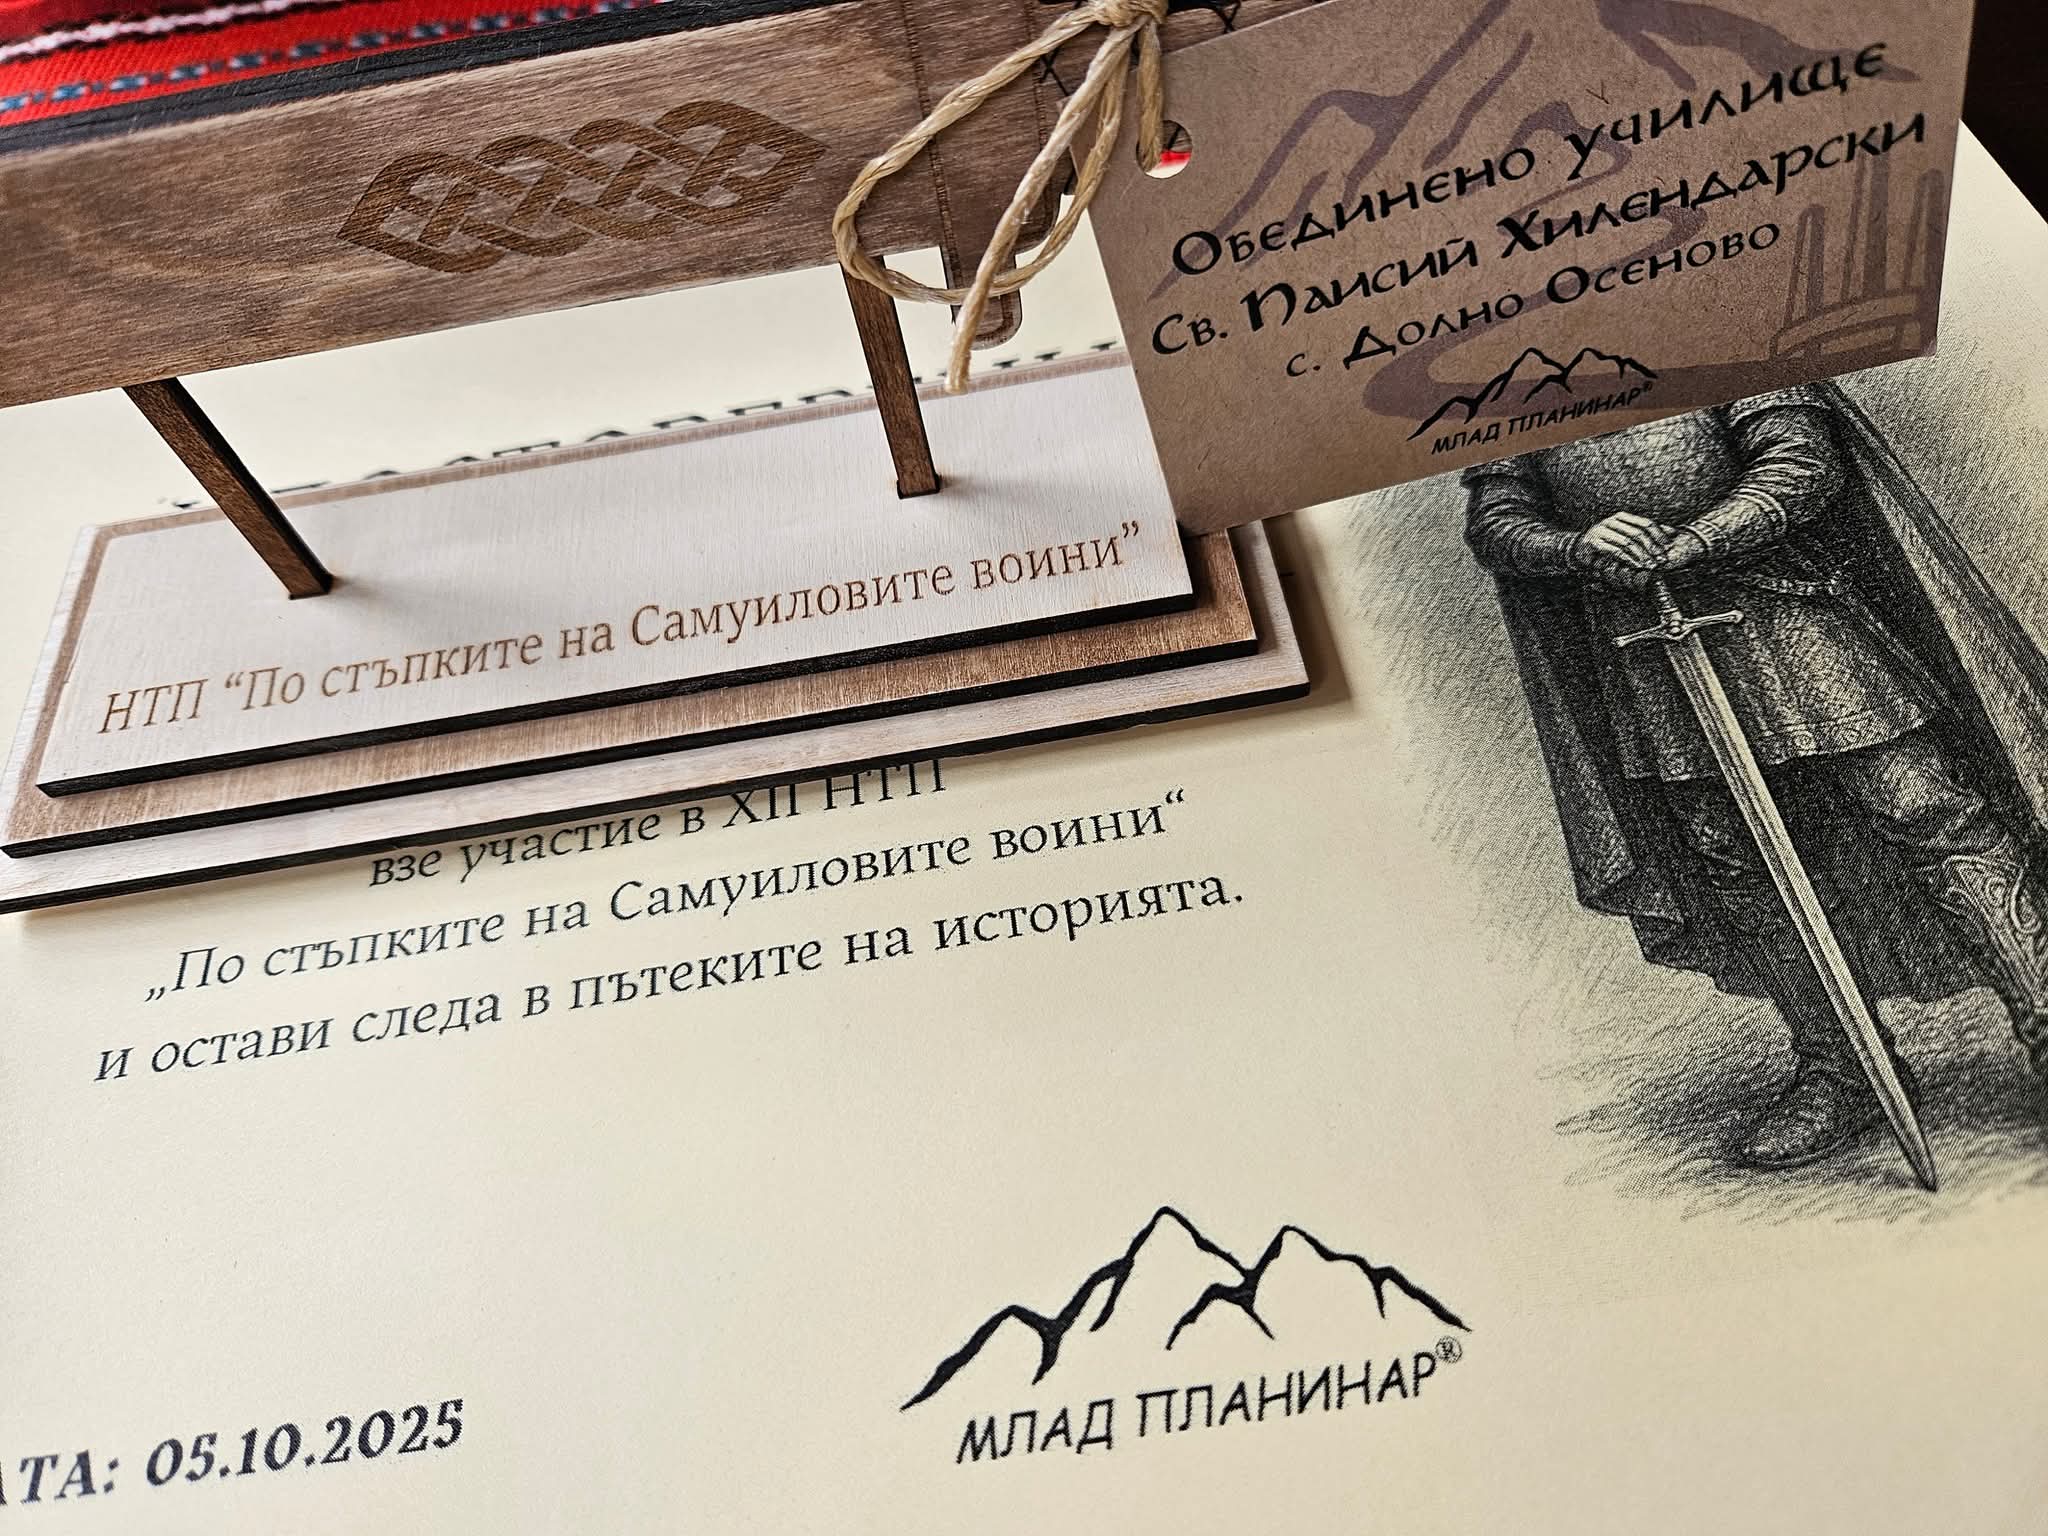 Обединено училище
Св. Паисий Хилендарски
с. Долно Осеново
МЛАД ПЛАНИНАР®
НТП “По стъпките на Самуиловите воини”
взе участие в XII НТП
„По стъпките на Самуиловите воини“
и остави следа в пътеките на историята.
МЛАД ПЛАНИНАР®
АТА: 05.10.2025